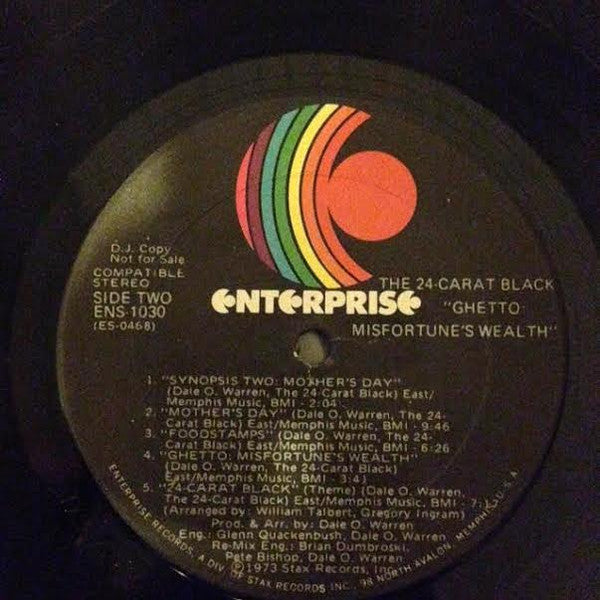 D.J. Copy
Not for Sale
COMPATIBLE
STEREO
SIDE TWO
ENS-1030
(ES-0468)
ENTERPRISE
THE 24-CARAT BLACK
"GHETTO
MISFORTUNE'S WEALTH"
1. "SYNOPSIS TWO: MOTHER'S DAY"
(Dale O. Warren, The 24-Carat Black) East/
Memphis Music, BMI - 2:04
2. "MOTHER'S DAY" (Dale O. Warren, The 24-
Carat Black) East/Memphis Music, BMI - 9:46
3. "FOODSTAMPS" (Dale O. Warren, The 24-
Carat Black) East/Memphis Music, BMI - 6:26
4. "GHETTO: MISFORTUNE'S WEALTH"
(Dale O. Warren, The 24-Carat Black)
East/Memphis Music, BMI - 3:41
5. "24-CARAT BLACK" (Theme) (Dale O. Warren,
The 24-Carat Black) East/Memphis Music, BMI - 7:
(Arranged by: William Talbert, Gregory Ingram)
Prod. & Arr. by: Dale O. Warren
Eng.: Glenn Quackenbush, Dale O. Warren
Re-Mix Eng.: Brian Dumbroski,
Pete Bishop, Dale O. Warren
Ⓟ1973 Stax Records, Inc.
ENTERPRISE RECORDS, A DIV. OF STAX RECORDS INC., 98 NORTH AVALON, MEMPHIS, U.S.A.